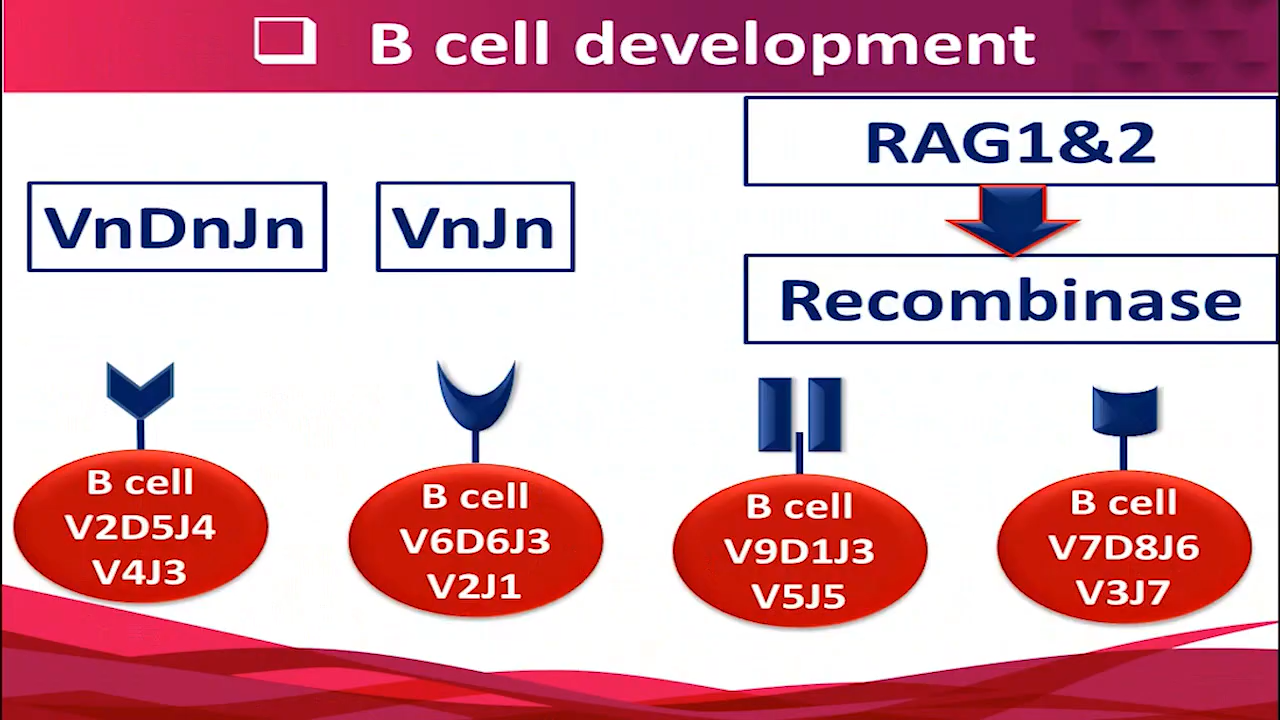 B cell development
RAG1&2
VnDnJn
VnJn
Recombinase
B cell
V2D5J4
V4J3
B cell
V6D6J3
V2J1
B cell
V9D1J3
V5J5
B cell
V7D8J6
V3J7